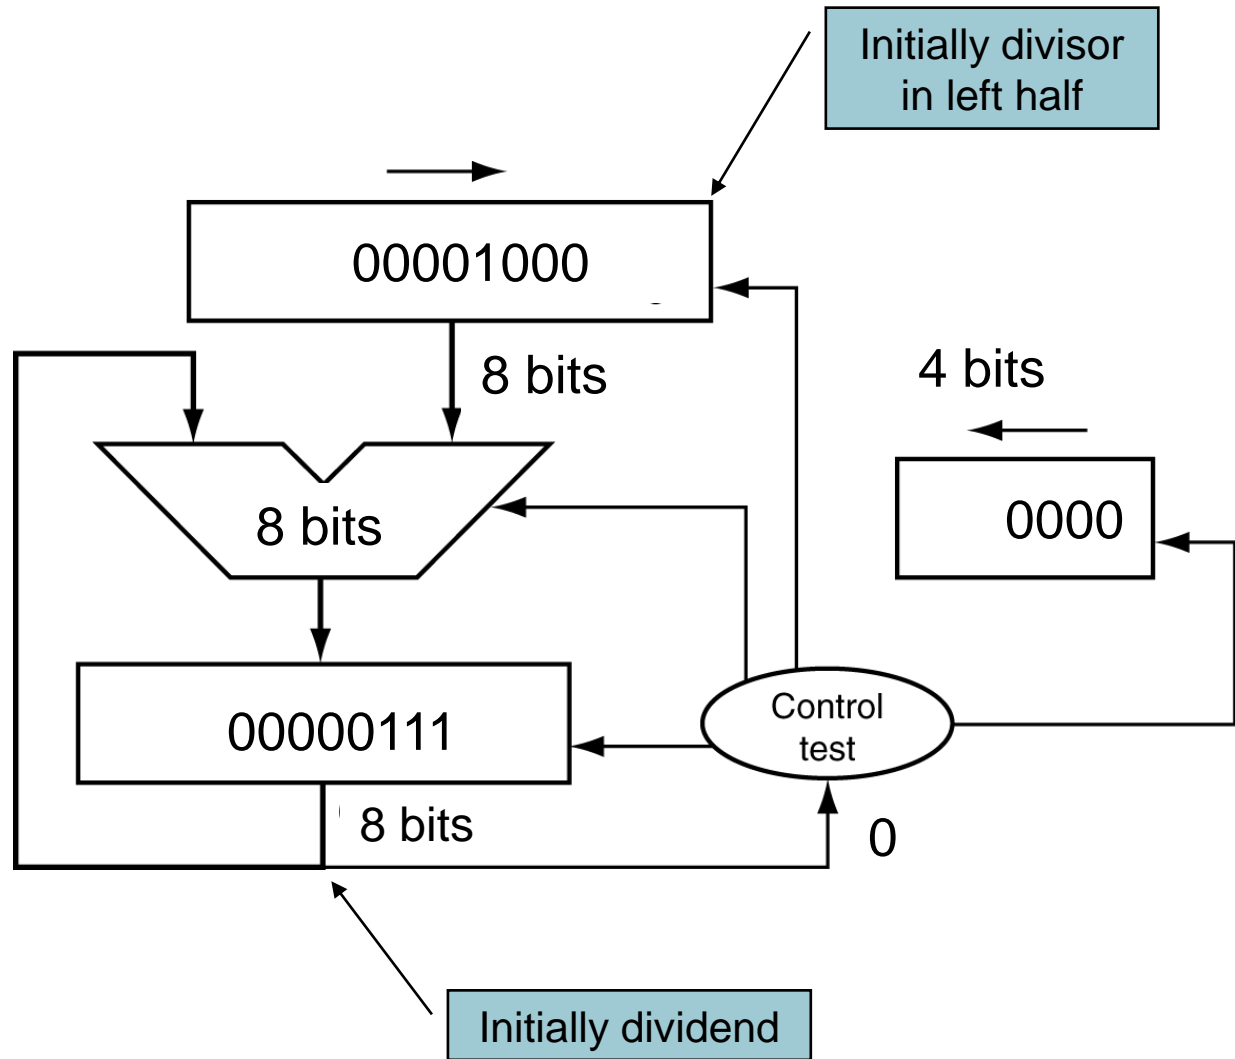 Initially divisor
in left half
00001000
8 bits
4 bits
8 bits
0000
00000111
Control
test
8 bits
0
Initially dividend